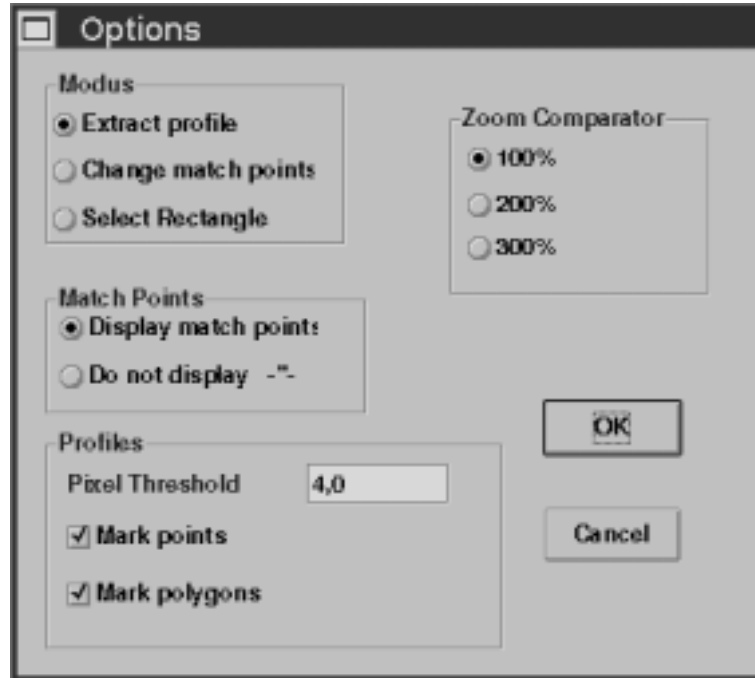 Options
Modus
Extract profile
Change match points
Select Rectangle
Zoom Comparator
100%
200%
300%
Match Points
Display match points
Do not display -"-
Profiles
Pixel Threshold 4,0
Mark points
Mark polygons
OK
Cancel